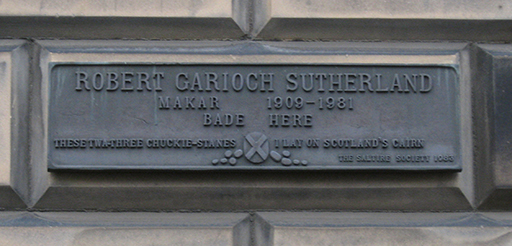 ROBERT GARIOCH SUTHERLAND
MAKAR 1909-1981
BADE HERE
THESE TWA-THREE CHUCKIE-STANES I LAY ON SCOTLAND'S CAIRN
THE SALTIRE SOCIETY 1983